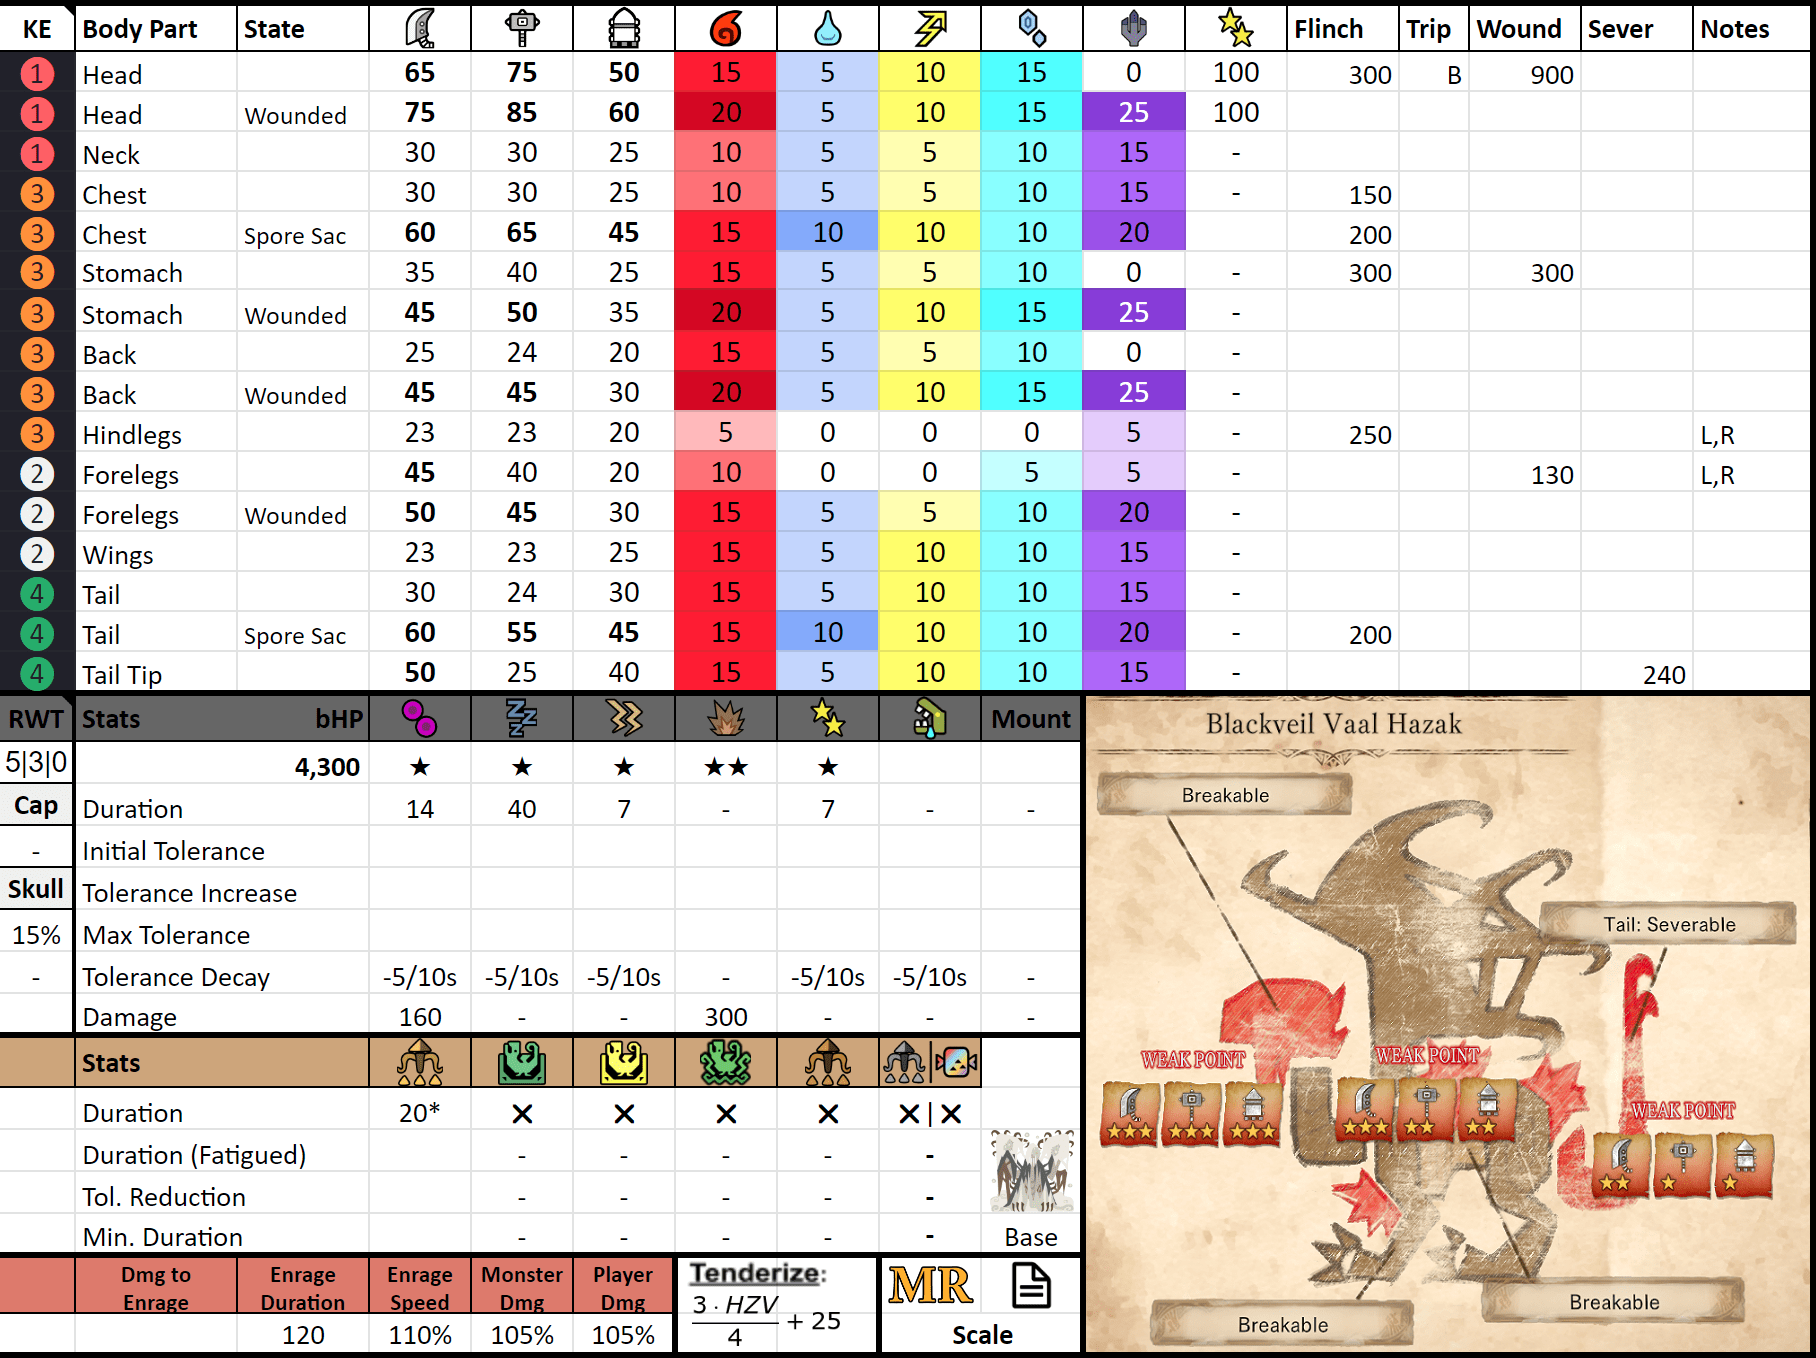 KE Body Part State Flinch Trip Wound Sever Notes
1 Head 65 75 50 15 5 10 15 0 100 300 B 900
1 Head Wounded 75 85 60 20 5 10 15 25 100
1 Neck 30 30 25 10 5 5 10 15 -
3 Chest 30 30 25 10 5 5 10 15 - 150
3 Chest Spore Sac 60 65 45 15 10 10 10 20 200
3 Stomach 35 40 25 15 5 5 10 0 - 300 300
3 Stomach Wounded 45 50 35 20 5 10 15 25 -
3 Back 25 24 20 15 5 5 10 0 -
3 Back Wounded 45 45 30 20 5 10 15 25 -
3 Hindlegs 23 23 20 5 0 0 0 5 - 250 L,R
2 Forelegs 45 40 20 10 0 0 5 5 - 130 L,R
2 Forelegs Wounded 50 45 30 15 5 5 10 20 -
2 Wings 23 23 25 15 5 10 10 15 -
4 Tail 30 24 30 15 5 10 10 15 -
4 Tail Spore Sac 60 55 45 15 10 10 10 20 - 200
4 Tail Tip 50 25 40 15 5 10 10 15 - 240
RWT Stats bHP Mount
5|3|0 4,300 ★ ★ ★ ★★ ★
Cap Duration 14 40 7 - 7 - -
- Initial Tolerance
Skull Tolerance Increase
15% Max Tolerance
- Tolerance Decay -5/10s -5/10s -5/10s - -5/10s -5/10s -
Damage 160 - - 300 - - -
Stats
Duration 20* ✕ ✕ ✕ ✕ ✕|✕
Duration (Fatigued) - - - - -
Tol. Reduction - - - - -
Min. Duration - - - - - Base
Dmg to Enrage
Enrage Duration
Enrage Speed
Monster Dmg
Player Dmg
120 110% 105% 105%
Tenderize:
3 · HZV
4
+ 25
MR
Scale
Blackveil Vaal Hazak
Breakable
Tail: Severable
WEAK POINT
WEAK POINT
WEAK POINT
Breakable
Breakable